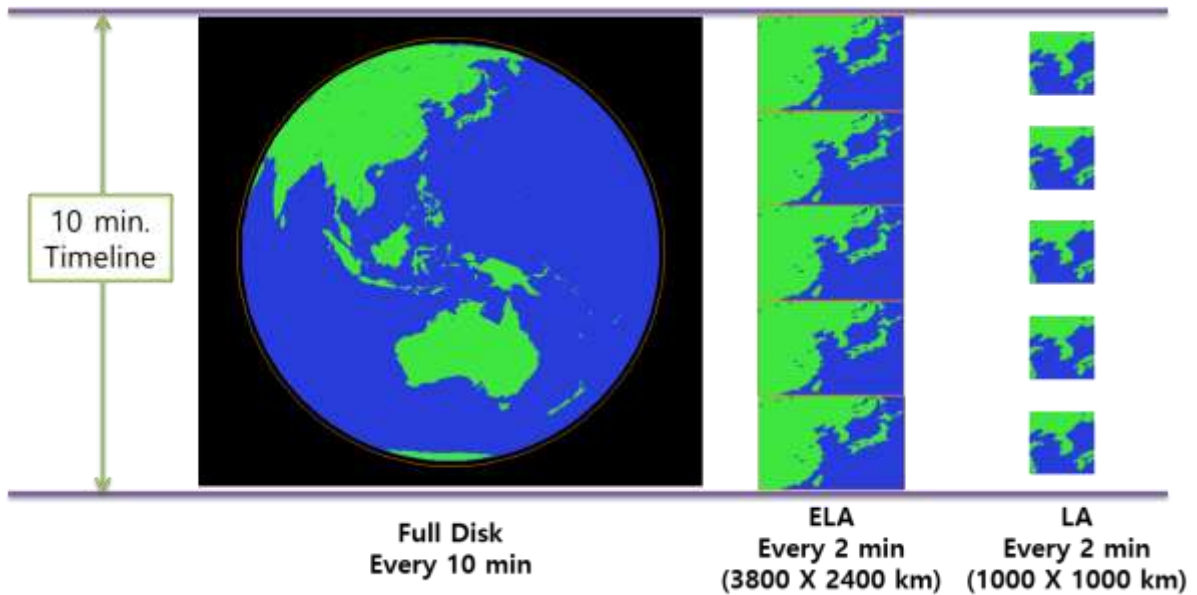 10 min.
Timeline
Full Disk
Every 10 min
ELA
Every 2 min
(3800 X 2400 km)
LA
Every 2 min
(1000 X 1000 km)